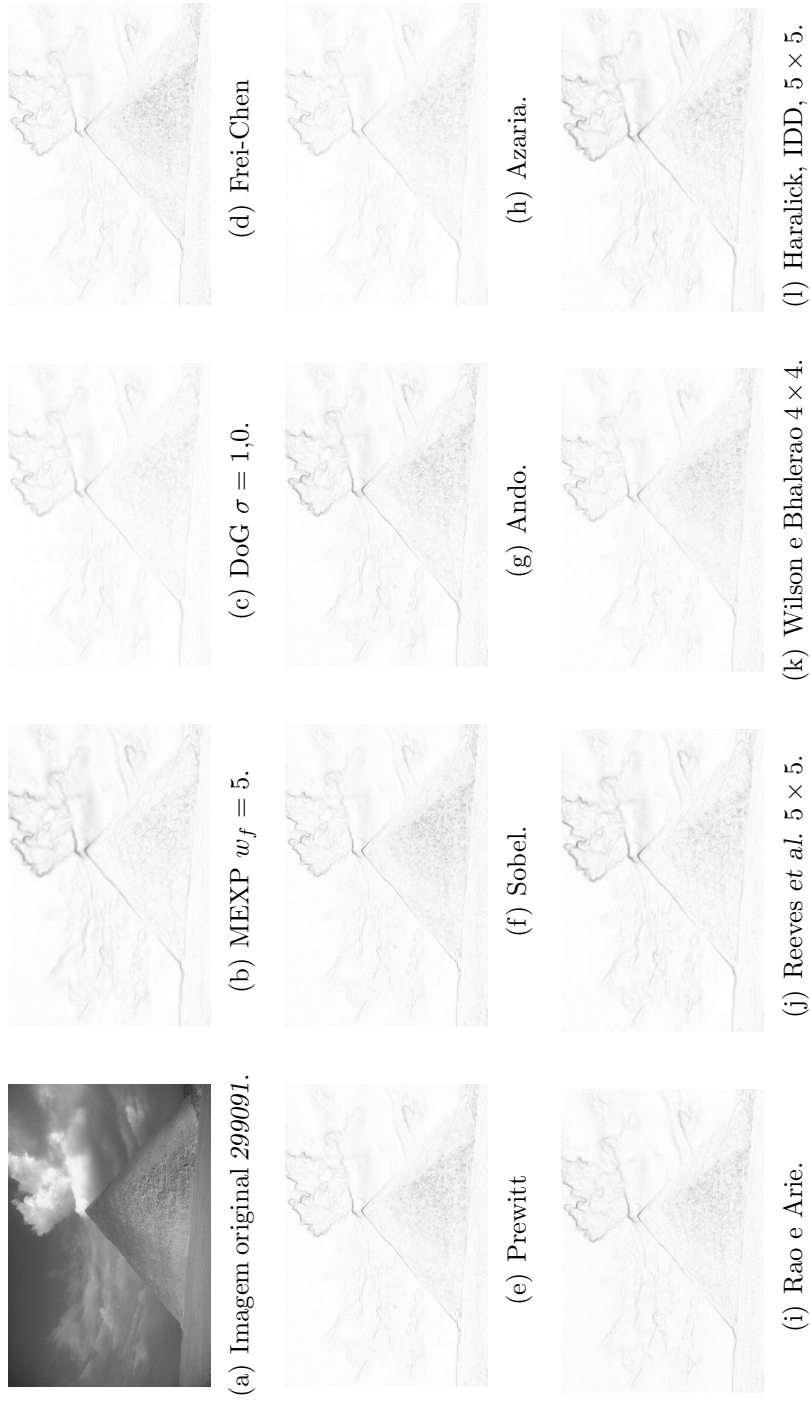 (a) Imagem original 299091.
(b) MEXP w_f = 5.
(c) DoG σ = 1,0.
(d) Frei-Chen
(e) Prewitt
(f) Sobel.
(g) Ando.
(h) Azaria.
(i) Rao e Arie.
(j) Reeves et al. 5 × 5.
(k) Wilson e Bhalerao 4 × 4.
(l) Haralick, IDD, 5 × 5.